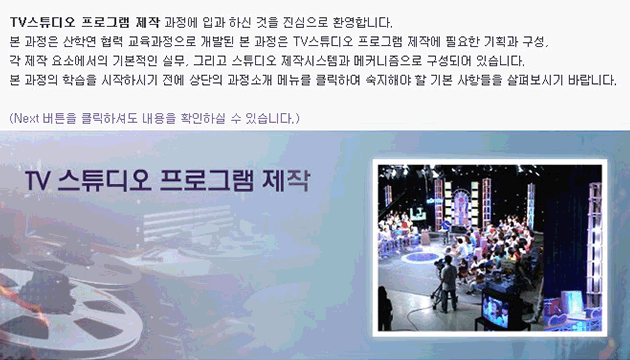 TV스튜디오 프로그램 제작 과정에 입과 하신 것을 진심으로 환영합니다.
본 과정은 산학연 협력 교육과정으로 개발된 본 과정은 TV스튜디오 프로그램 제작에 필요한 기획과 구성,
각 제작 요소에서의 기본적인 실무, 그리고 스튜디오 제작시스템과 메커니즘으로 구성되어 있습니다.
본 과정의 학습을 시작하시기 전에 상단의 과정소개 메뉴를 클릭하여 숙지해야 할 기본 사항들을 살펴보시기 바랍니다.
(Next 버튼을 클릭하셔도 내용을 확인하실 수 있습니다.)
TV 스튜디오 프로그램 제작